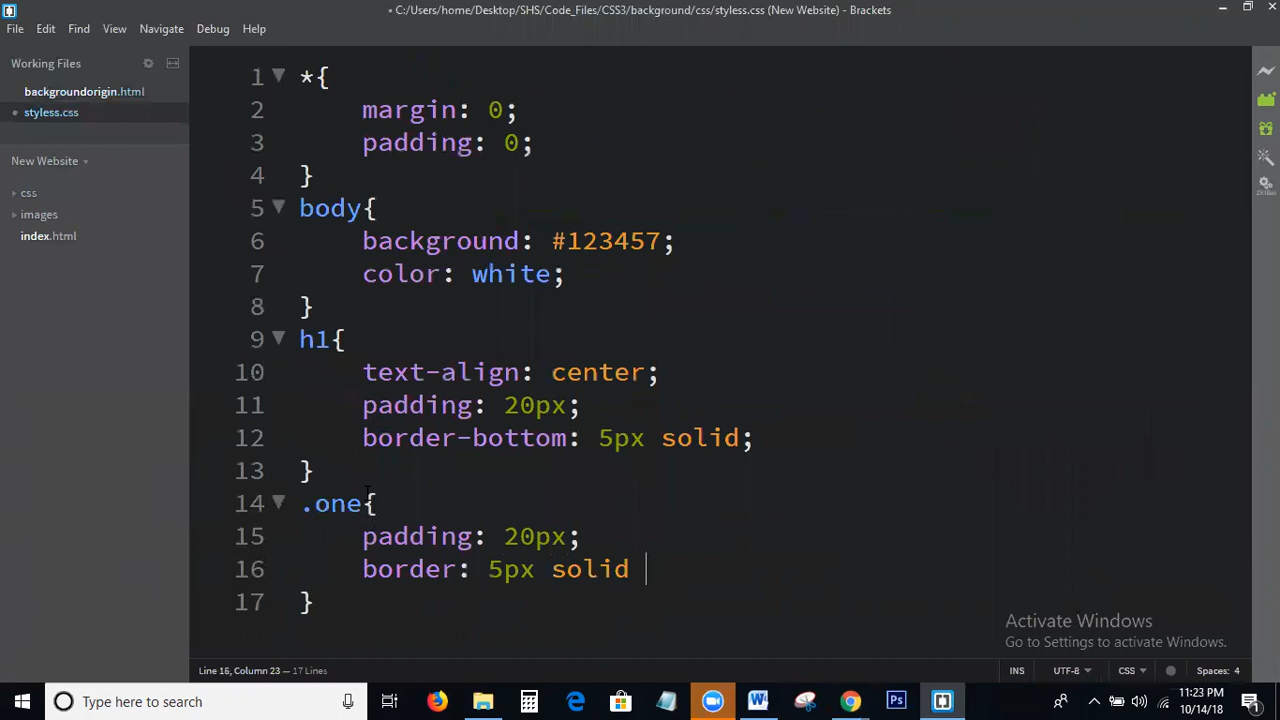 * C:/Users/home/Desktop/SHS/Code_Files/CSS3/background/css/styless.css (New Website) - Brackets
File Edit Find View Navigate Debug Help
Working Files
backgroundorigin.html
styless.css
New Website
css
images
index.html
1 *{
2 margin: 0;
3 padding: 0;
4 }
5 body{
6 background: #123457;
7 color: white;
8 }
9 h1{
10 text-align: center;
11 padding: 20px;
12 border-bottom: 5px solid;
13 }
14 .one{
15 padding: 20px;
16 border: 5px solid
17 }
Activate Windows
Go to Settings to activate Windows.
Line 16, Column 23 — 17 Lines
INS UTF-8 CSS Spaces: 4
Type here to search
W Ps
11:23 PM
10/14/18